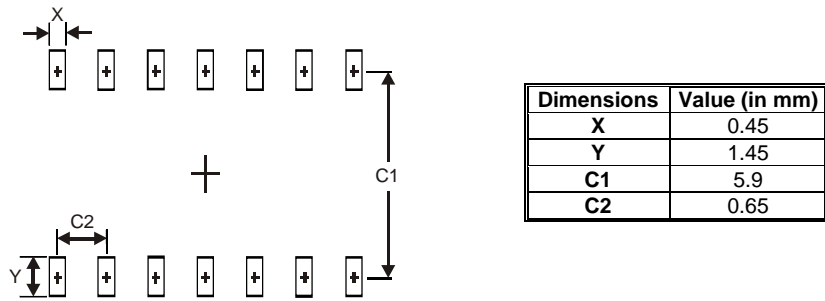 X
C1
C2
Y
Dimensions Value (in mm)
X 0.45
Y 1.45
C1 5.9
C2 0.65